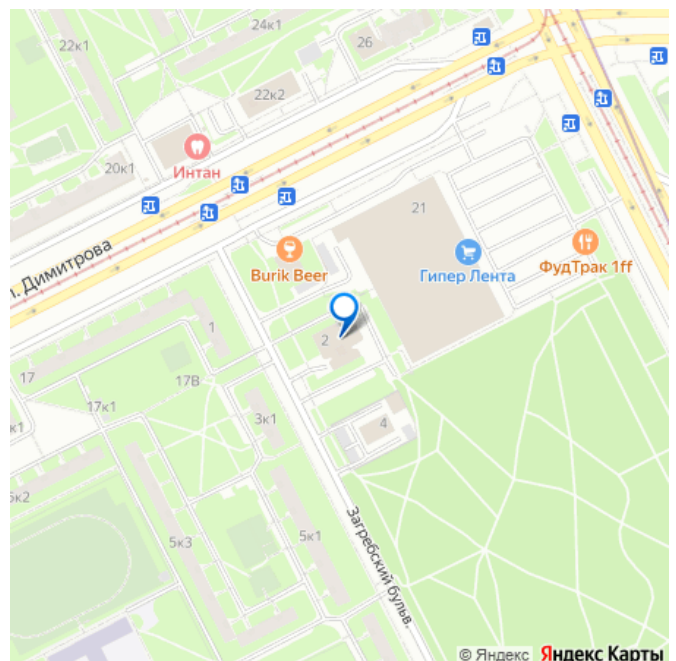 24к1
22к1
26
22к2
20к1
Интан
21
л. Димитрова
Burik Beer
Гипер Лента
ФудТрак 1ff
1
2
17
17В
17к1
3к1
4
к1
5к2
5к3
5к1
Загребский бульв.
© Яндекс Яндекс Карты